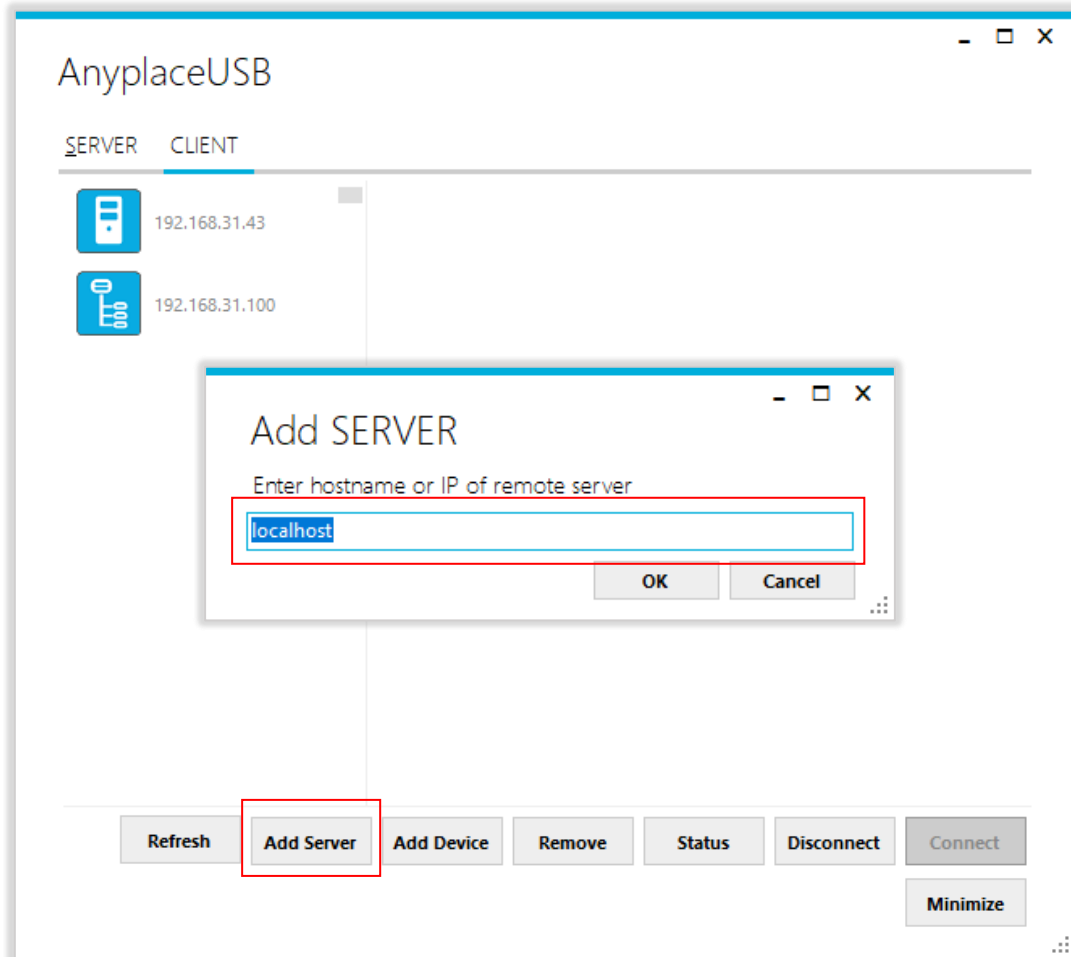 AnyplaceUSB
SERVER CLIENT
192.168.31.43
192.168.31.100
Add SERVER
Enter hostname or IP of remote server
localhost
OK Cancel
Refresh Add Server Add Device Remove Status Disconnect Connect
Minimize